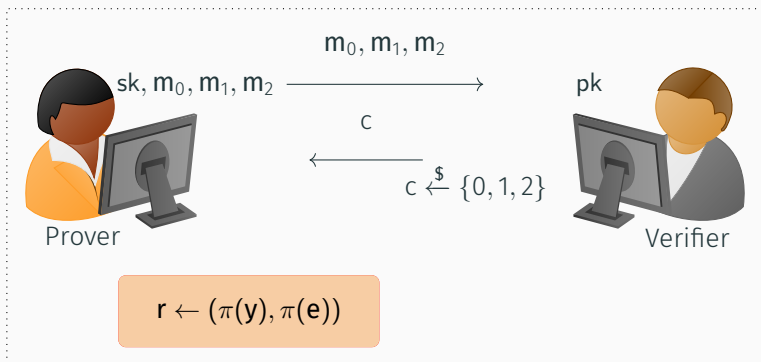 m₀, m₁, m₂
sk, m₀, m₁, m₂
pk
c
c ←$ {0, 1, 2}
Prover
Verifier
r ← (π(y), π(e))